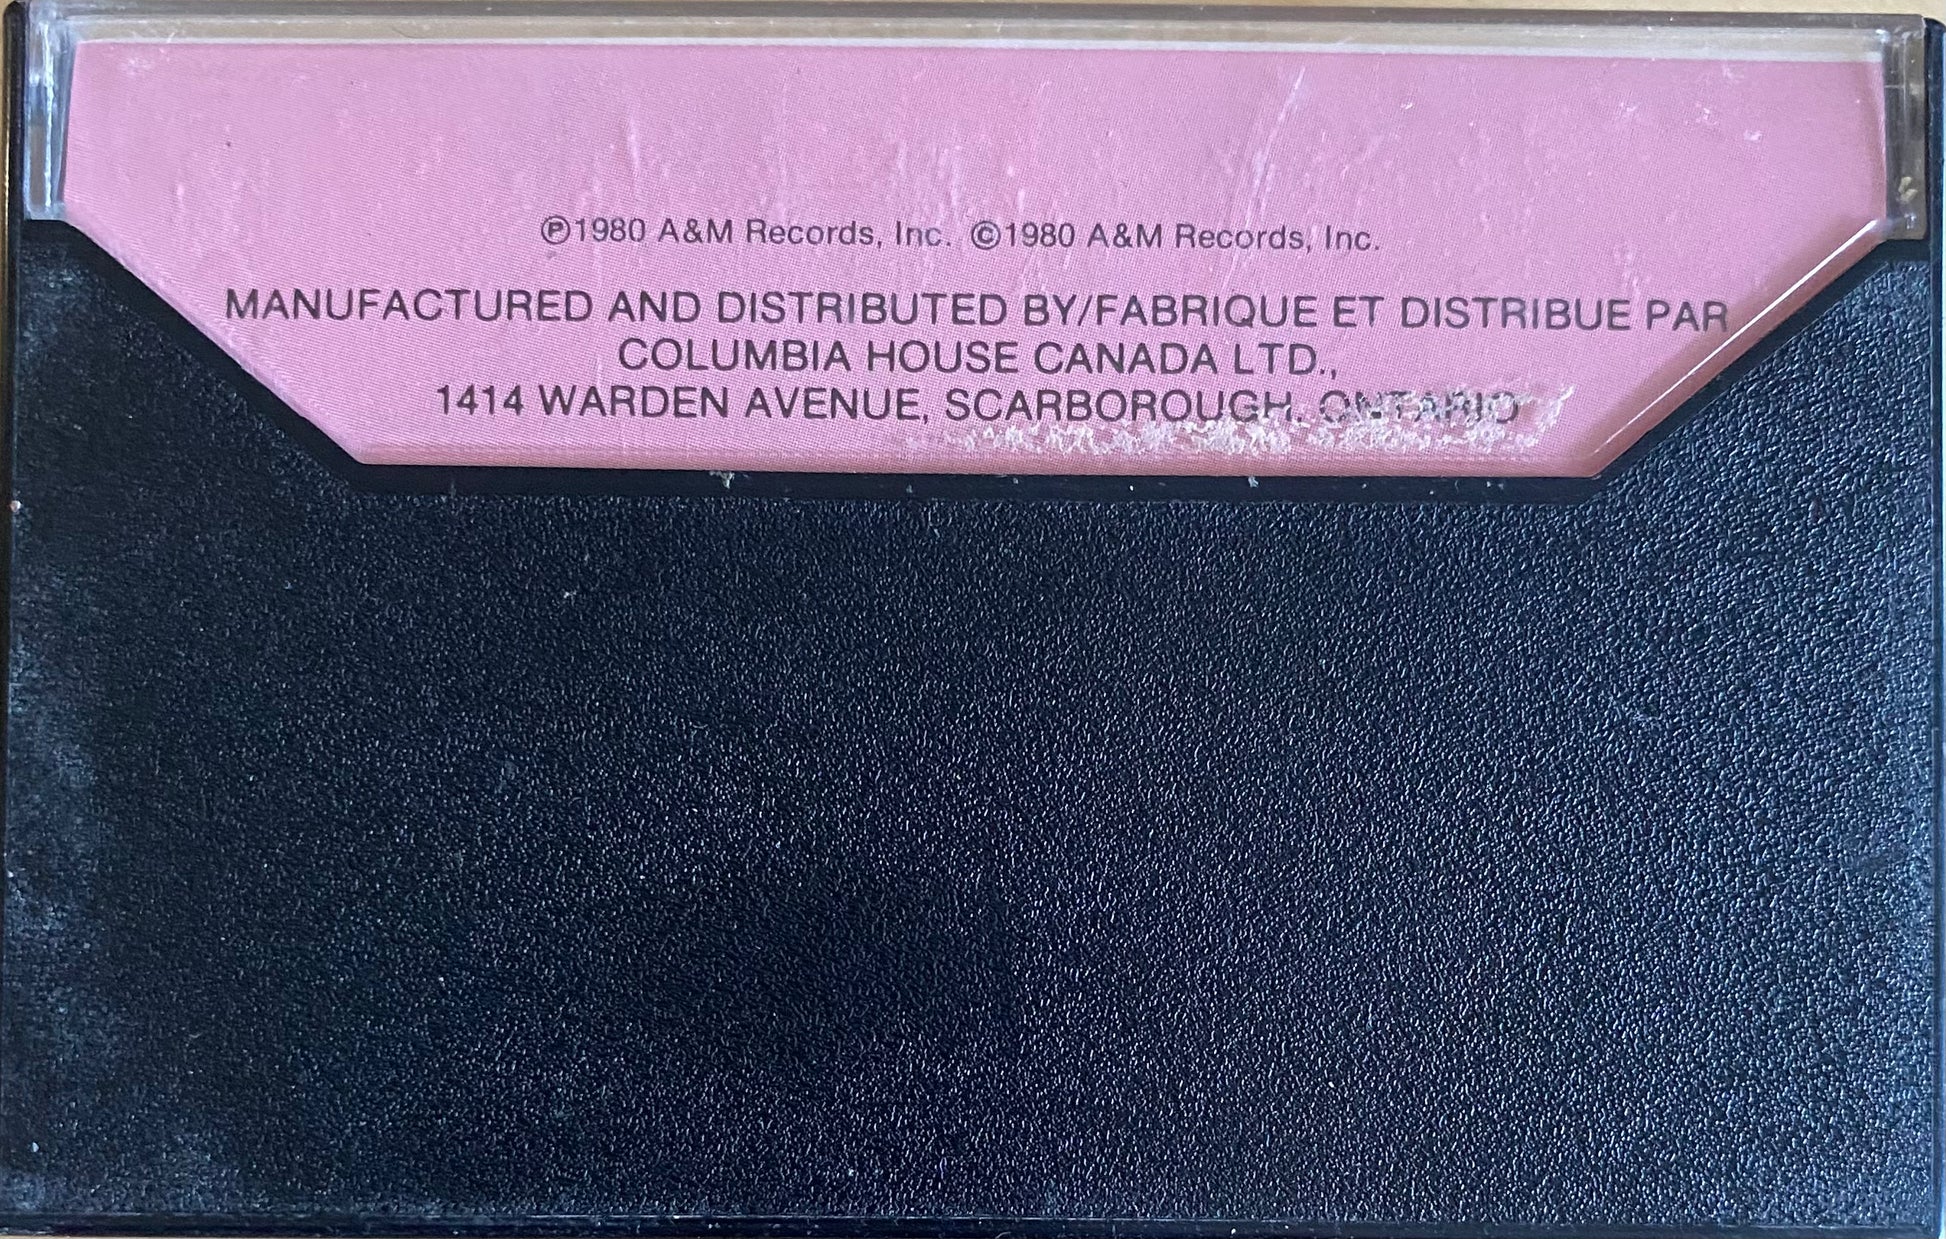 ℗1980 A&M Records, Inc. ©1980 A&M Records, Inc.
MANUFACTURED AND DISTRIBUTED BY/FABRIQUE ET DISTRIBUE PAR
COLUMBIA HOUSE CANADA LTD.,
1414 WARDEN AVENUE, SCARBOROUGH, ONTARIO